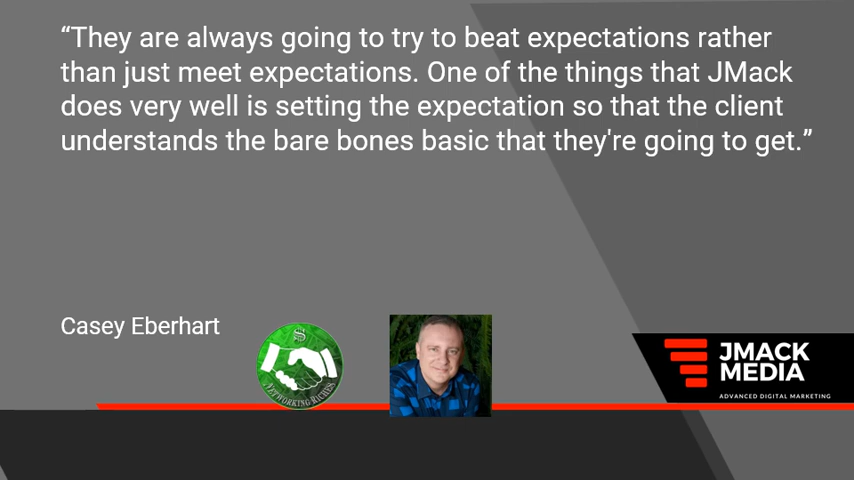 “They are always going to try to beat expectations rather
than just meet expectations. One of the things that JMack
does very well is setting the expectation so that the client
understands the bare bones basic that they're going to get.”
Casey Eberhart
$
NETWORKING RICHES
JMACK
MEDIA
ADVANCED DIGITAL MARKETING